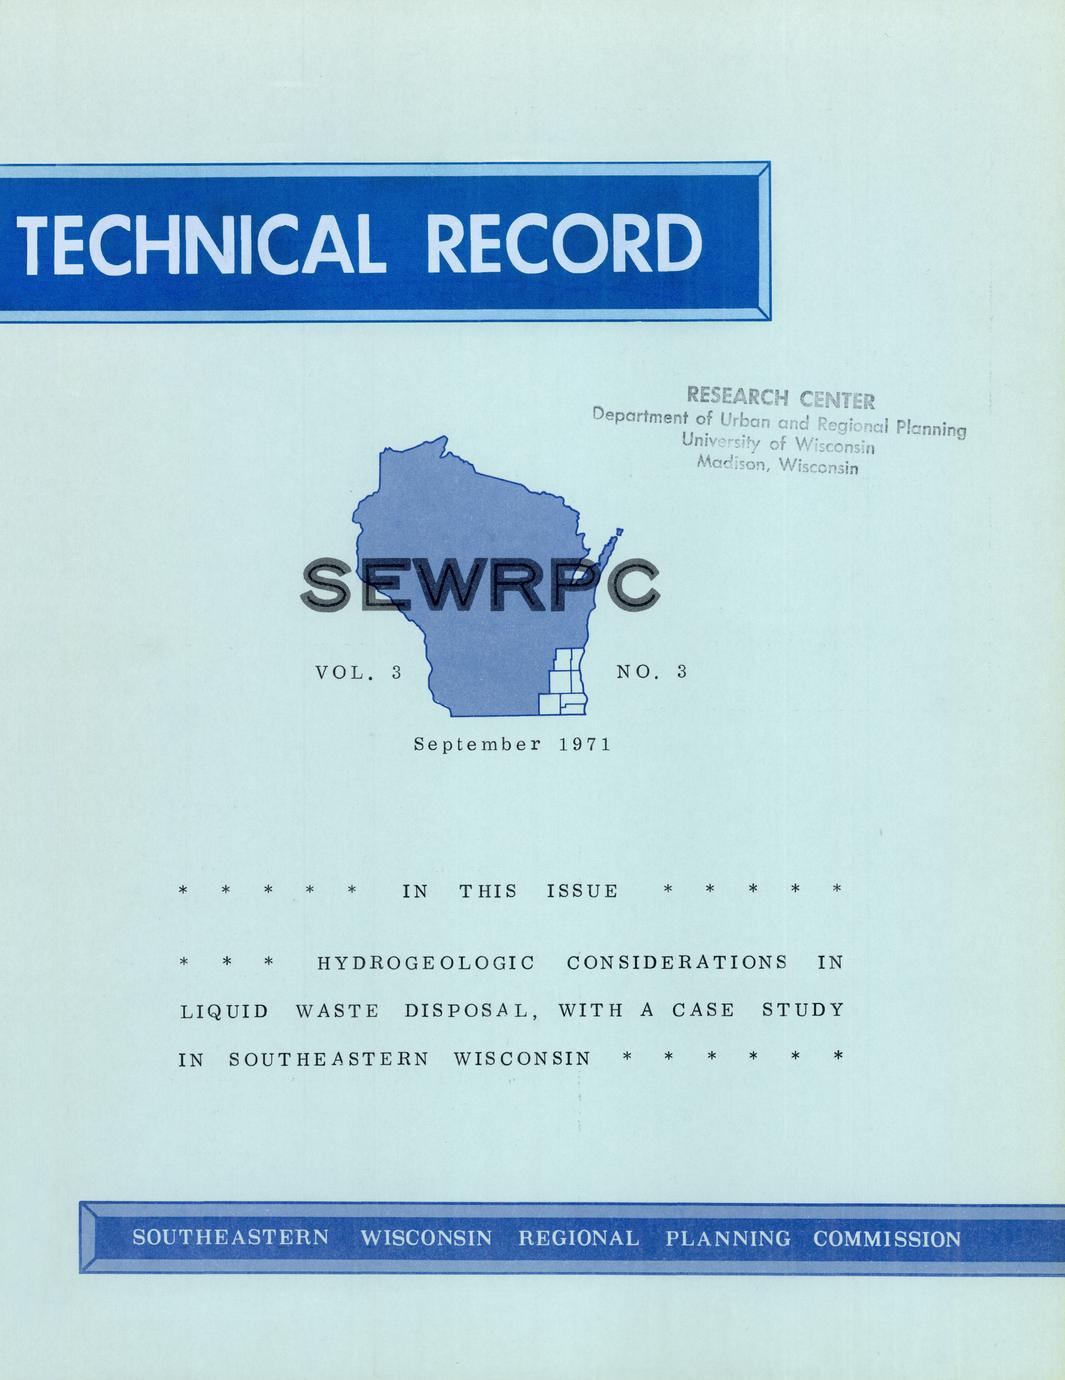 TECHNICAL RECORD
RESEARCH CENTER
Department of Urban and Regional Planning
University of Wisconsin
Madison, Wisconsin
SEWRPC
VOL. 3 NO. 3
September 1971
* * * * * IN THIS ISSUE * * * * *
* * * HYDROGEOLOGIC CONSIDERATIONS IN
LIQUID WASTE DISPOSAL, WITH A CASE STUDY
IN SOUTHEASTERN WISCONSIN * * * * * *
SOUTHEASTERN WISCONSIN REGIONAL PLANNING COMMISSION